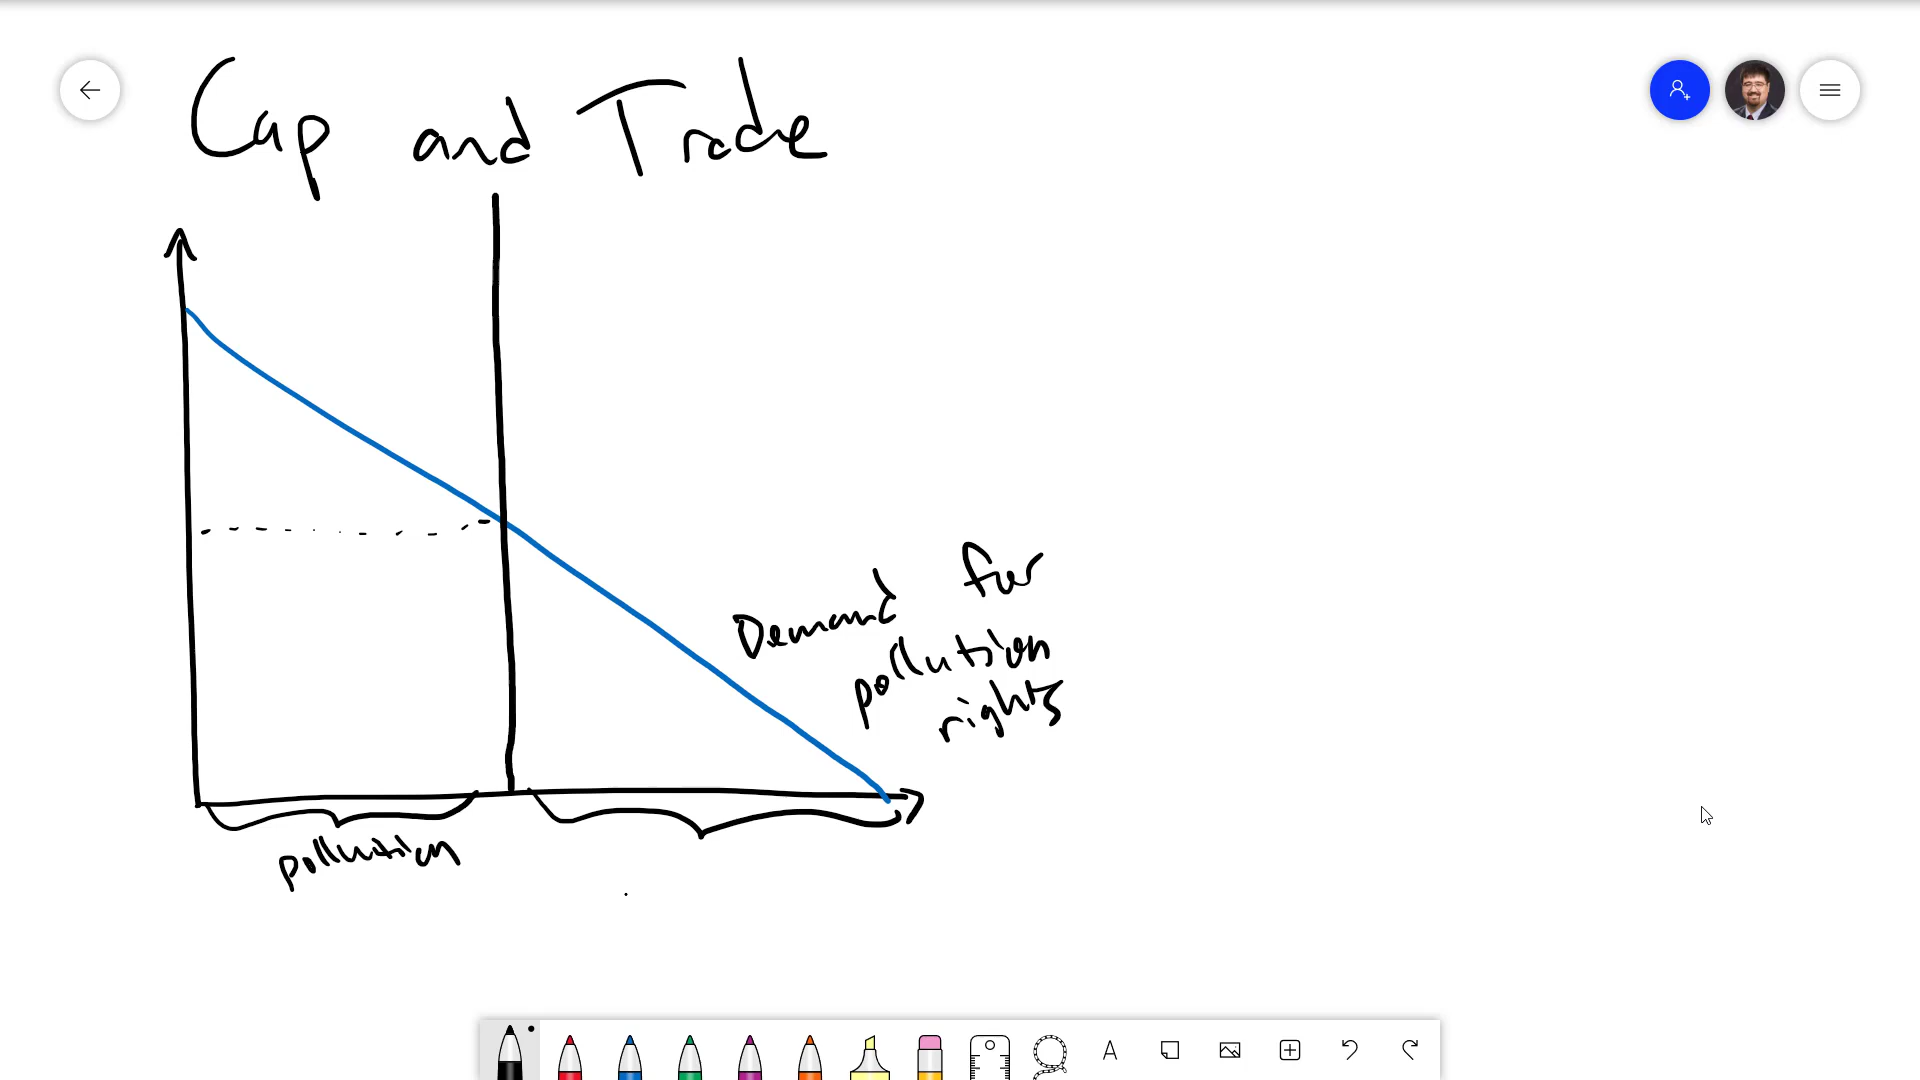 Cap and Trade
Demand for
pollution
rights
pollution
A